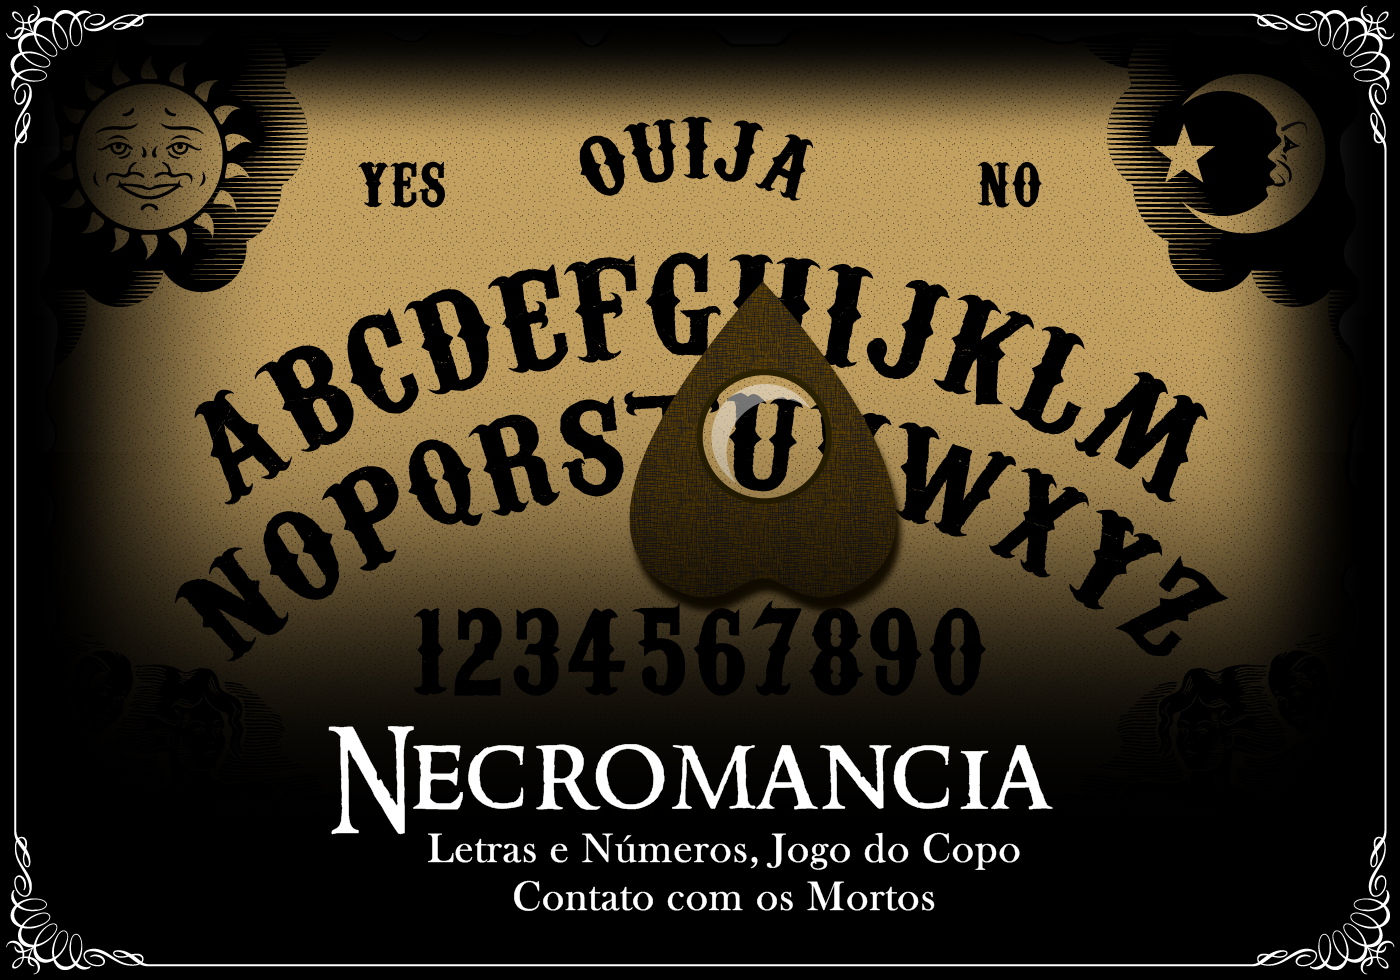 YES OUIJA NO
ABCDEFGHIJKLM
NOPQRSTUVWXYZ
1234567890
NECROMANCIA
Letras e Números, Jogo do Copo
Contato com os Mortos